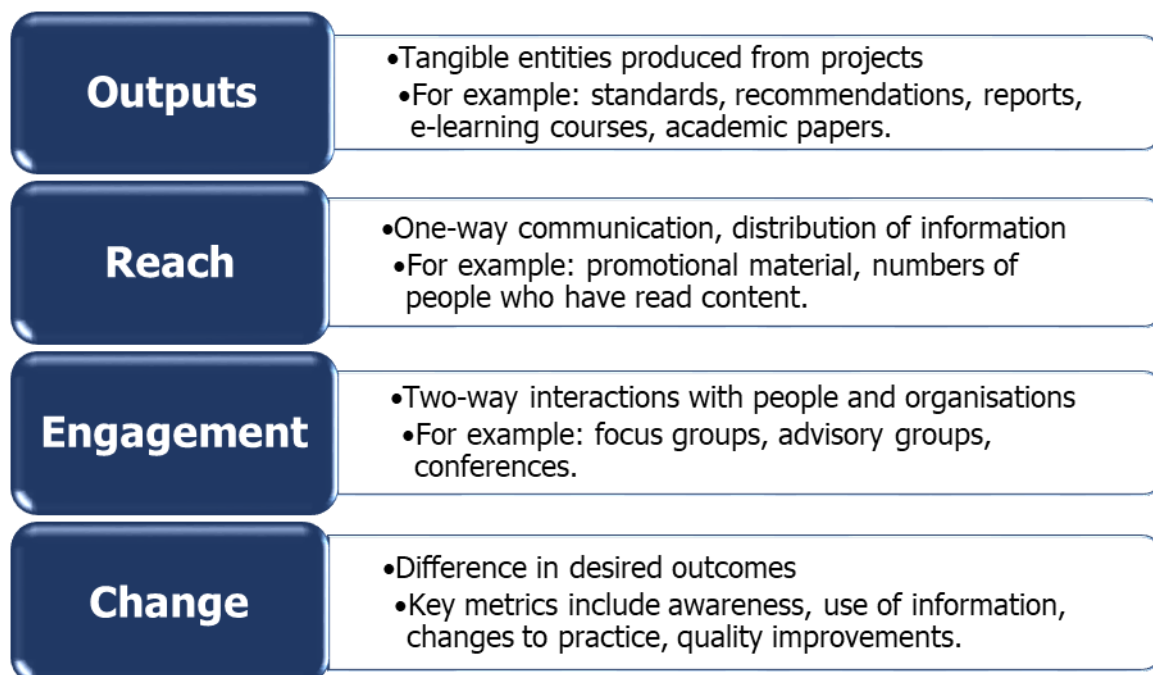 Outputs
•Tangible entities produced from projects
•For example: standards, recommendations, reports,
e-learning courses, academic papers.
Reach
•One-way communication, distribution of information
•For example: promotional material, numbers of
people who have read content.
Engagement
•Two-way interactions with people and organisations
•For example: focus groups, advisory groups,
conferences.
Change
•Difference in desired outcomes
•Key metrics include awareness, use of information,
changes to practice, quality improvements.